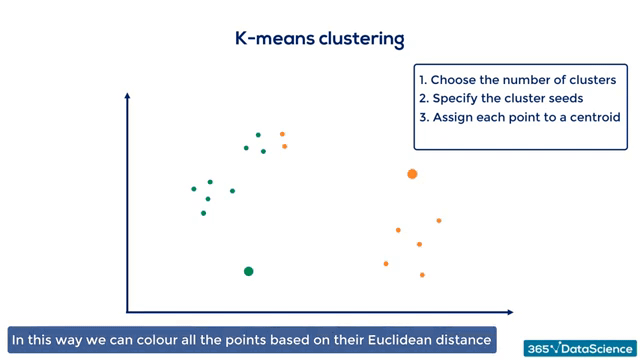 K-means clustering
1. Choose the number of clusters
2. Specify the cluster seeds
3. Assign each point to a centroid
In this way we can colour all the points based on their Euclidean distance
365√DataScience